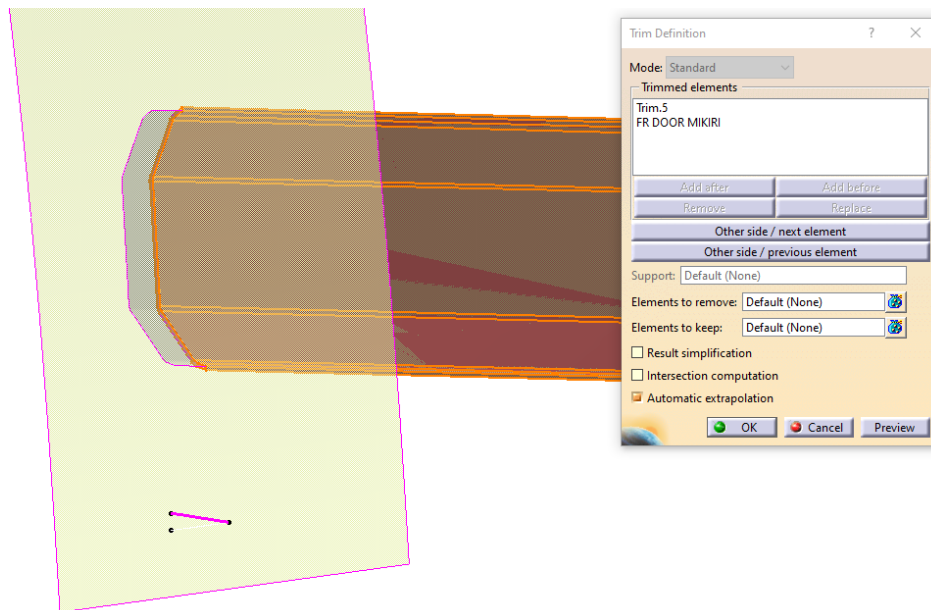 Trim Definition
?
Mode: Standard
Trimmed elements
Trim.5
FR DOOR MIKIRI
Add after Add before
Remove Replace
Other side / next element
Other side / previous element
Support: Default (None)
Elements to remove: Default (None)
Elements to keep: Default (None)
Result simplification
Intersection computation
Automatic extrapolation
OK Cancel Preview